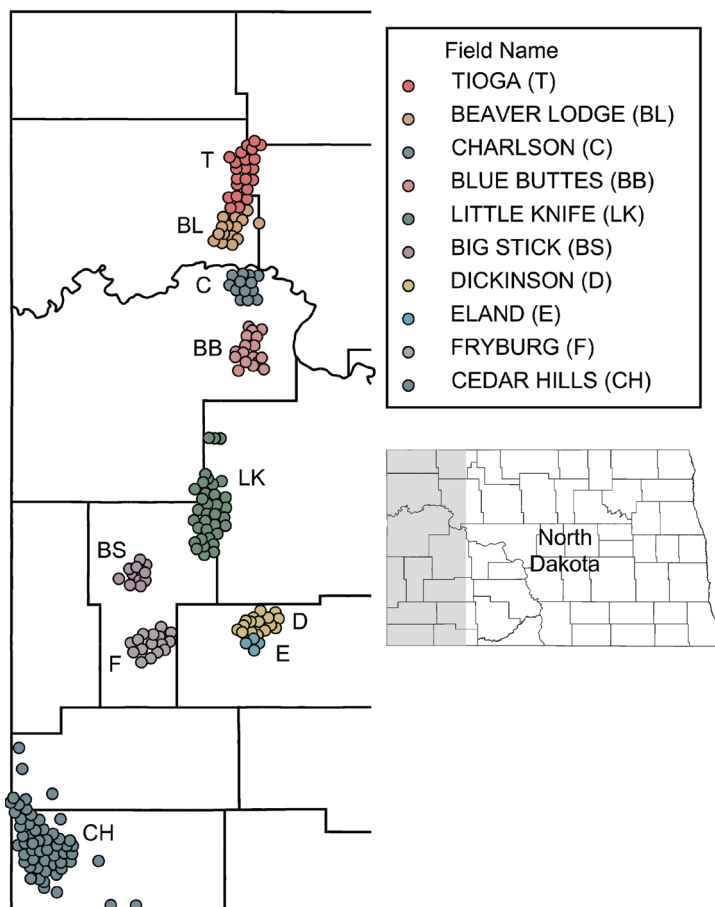 Field Name
TIOGA (T)
BEAVER LODGE (BL)
CHARLSON (C)
BLUE BUTTES (BB)
LITTLE KNIFE (LK)
BIG STICK (BS)
DICKINSON (D)
ELAND (E)
FRYBURG (F)
CEDAR HILLS (CH)
T
BL
C
BB
LK
BS
D
E
F
CH
North
Dakota